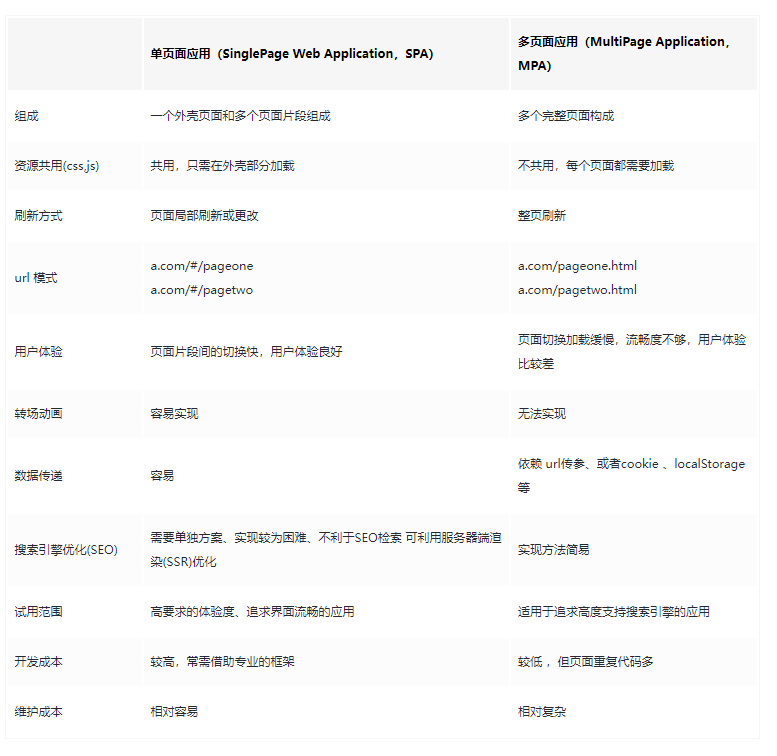 单页面应用（SinglePage Web Application，SPA）
多页面应用（MultiPage Application，
MPA）
组成
一个外壳页面和多个页面片段组成
多个完整页面构成
资源共用(css,js)
共用，只需在外壳部分加载
不共用，每个页面都需要加载
刷新方式
页面局部刷新或更改
整页刷新
url 模式
a.com/#/pageone
a.com/#/pagetwo
a.com/pageone.html
a.com/pagetwo.html
用户体验
页面片段间的切换快，用户体验良好
页面切换加载缓慢，流畅度不够，用户体验
比较差
转场动画
容易实现
无法实现
数据传递
容易
依赖 url传参、或者cookie 、localStorage
等
搜索引擎优化(SEO)
需要单独方案、实现较为困难、不利于SEO检索 可利用服务器端渲
染(SSR)优化
实现方法简易
试用范围
高要求的体验度、追求界面流畅的应用
适用于追求高度支持搜索引擎的应用
开发成本
较高，常需借助专业的框架
较低 ，但页面重复代码多
维护成本
相对容易
相对复杂